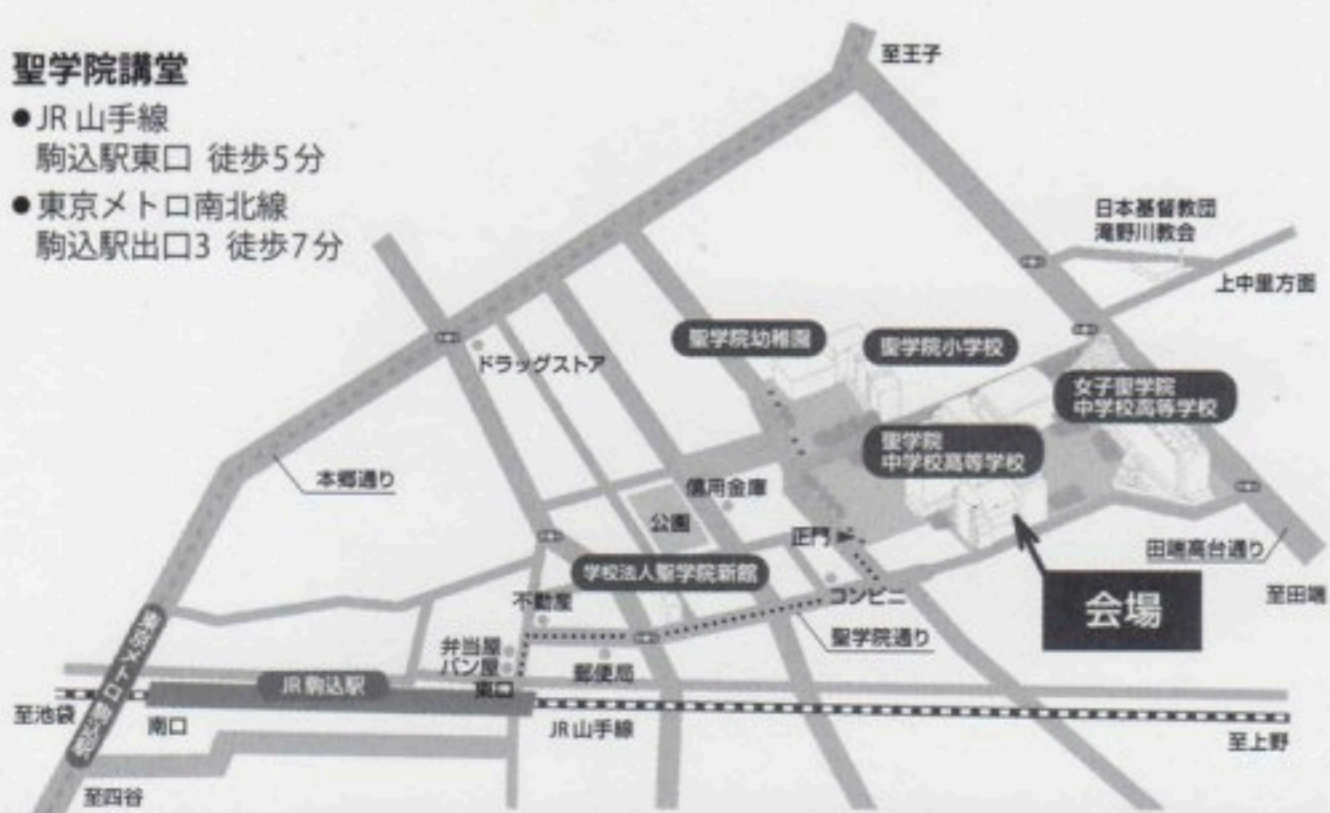 聖学院講堂
●JR 山手線
駒込駅東口 徒歩5分
●東京メトロ南北線
駒込駅出口3 徒歩7分
至王子
日本基督教団
滝野川教会
上中里方面
聖学院幼稚園
聖学院小学校
ドラッグストア
女子聖学院
中学校高等学校
聖学院
中学校高等学校
本郷通り
信用金庫
公園
正門
田端高台通り
学校法人聖学院新館
至田端
会場
不動産
コンビニ
聖学院通り
弁当屋
パン屋
郵便局
東口
JR 駒込駅
至池袋
南口
JR 山手線
至上野
至四谷